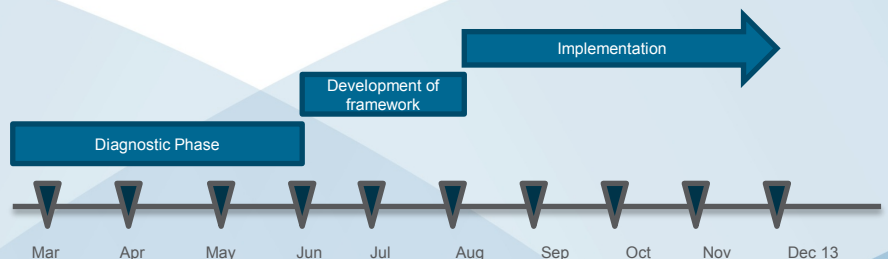 Implementation
Development of
framework
Diagnostic Phase
Mar Apr May Jun Jul Aug Sep Oct Nov Dec 13